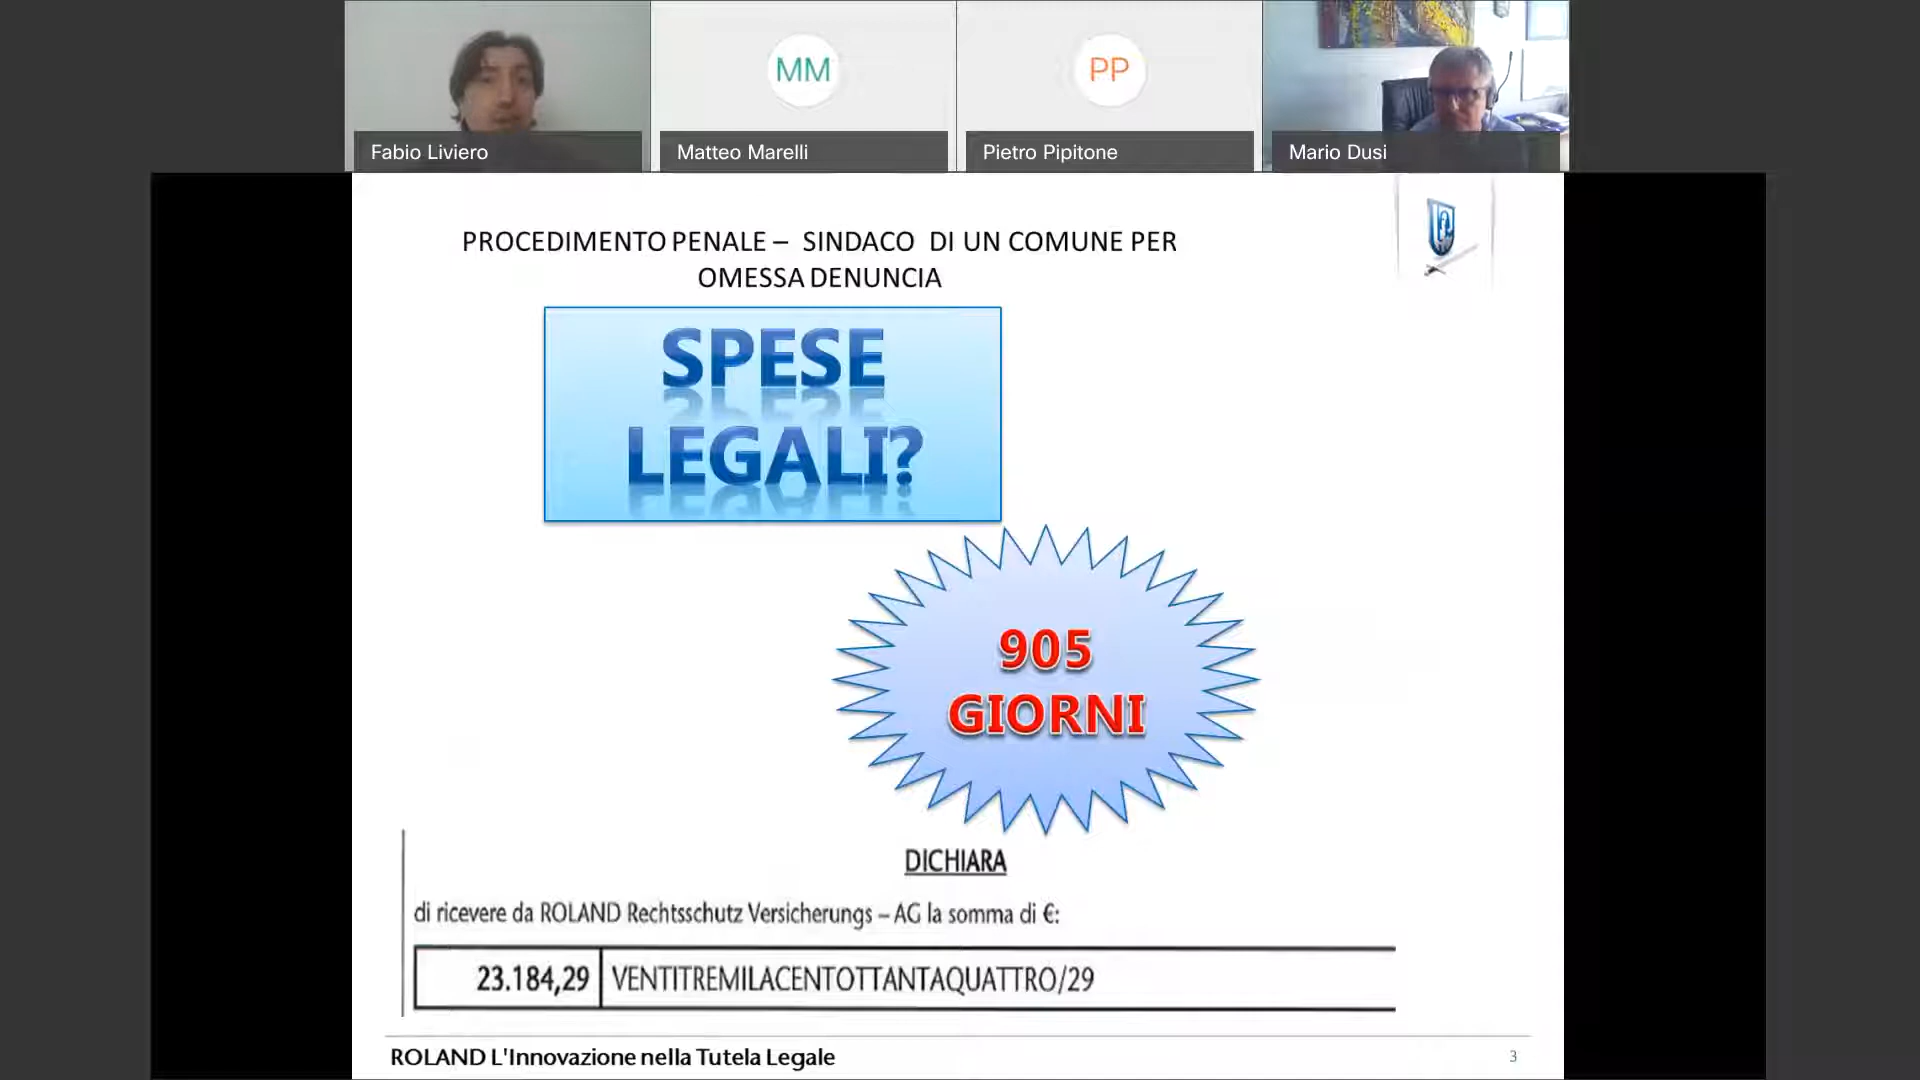 MM
PP
Fabio Liviero
Matteo Marelli
Pietro Pipitone
Mario Dusi
PROCEDIMENTO PENALE – SINDACO DI UN COMUNE PER
OMESSA DENUNCIA
SPESE
LEGALI?
905
GIORNI
DICHIARA
di ricevere da ROLAND Rechtsschutz Versicherungs – AG la somma di €:
23.184,29 VENTITREMILACENTOTTANTAQUATTRO/29
ROLAND L'Innovazione nella Tutela Legale
3